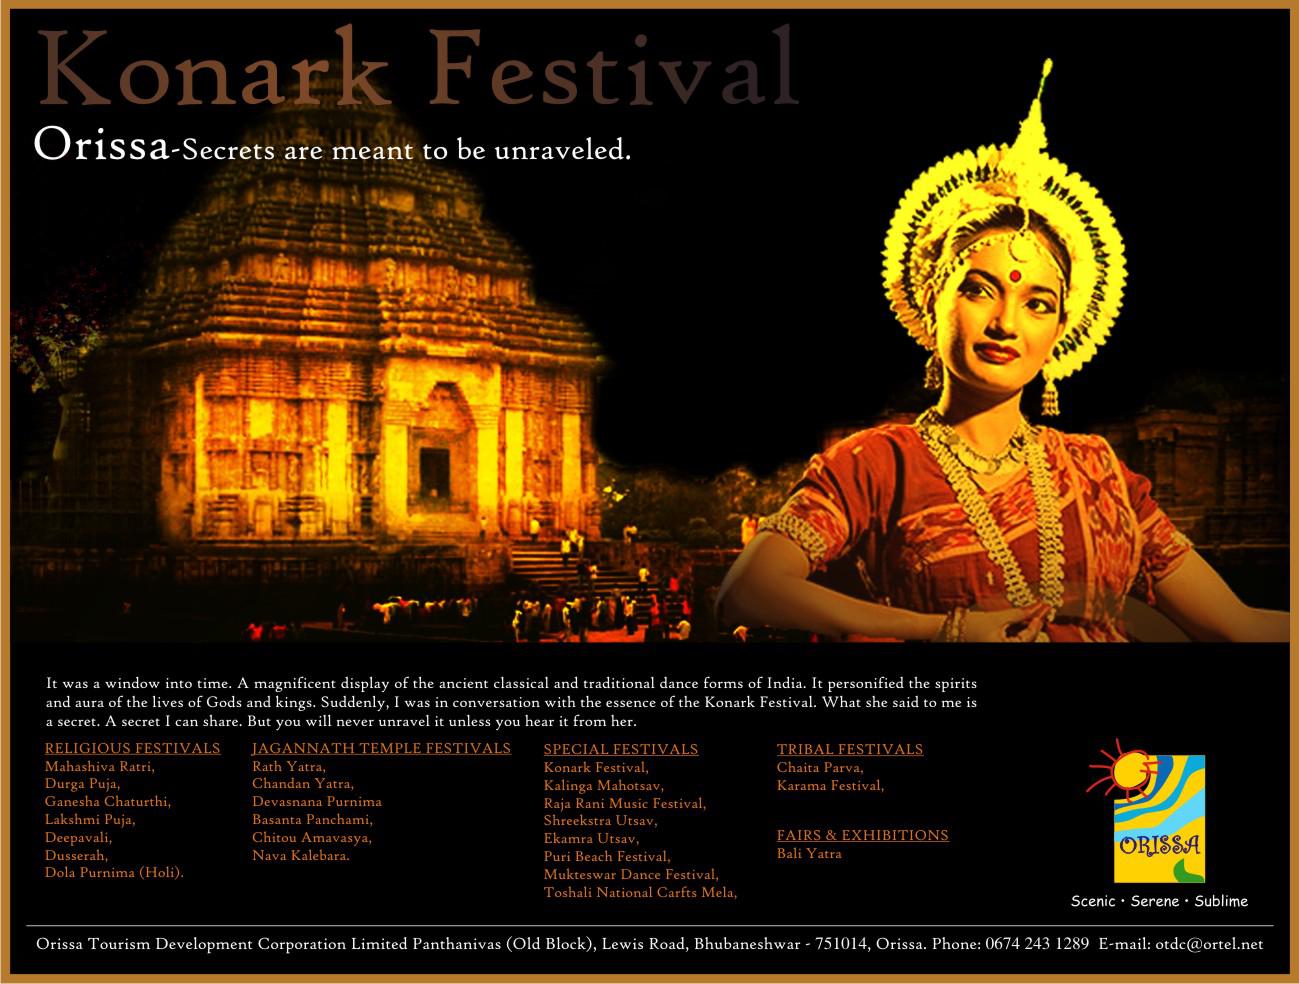 Konark Festival
Orissa-Secrets are meant to be unraveled.
It was a window into time. A magnificent display of the ancient classical and traditional dance forms of India. It personified the spirits
and aura of the lives of Gods and kings. Suddenly, I was in conversation with the essence of the Konark Festival. What she said to me is
a secret. A secret I can share. But you will never unravel it unless you hear it from her.
RELIGIOUS FESTIVALS
Mahashiva Ratri,
Durga Puja,
Ganesha Chaturthi,
Lakshmi Puja,
Deepavali,
Dusserah,
Dola Purnima (Holi).
JAGANNATH TEMPLE FESTIVALS
Rath Yatra,
Chandan Yatra,
Devasnana Purnima
Basanta Panchami,
Chitou Amavasya,
Nava Kalebara.
SPECIAL FESTIVALS
Konark Festival,
Kalinga Mahotsav,
Raja Rani Music Festival,
Shreekstra Utsav,
Ekamra Utsav,
Puri Beach Festival,
Mukteswar Dance Festival,
Toshali National Carfts Mela,
TRIBAL FESTIVALS
Chaita Parva,
Karama Festival,
FAIRS & EXHIBITIONS
Bali Yatra
ORISSA
Scenic • Serene • Sublime
Orissa Tourism Development Corporation Limited Panthanivas (Old Block), Lewis Road, Bhubaneshwar - 751014, Orissa. Phone: 0674 243 1289 E-mail: otdc@ortel.net